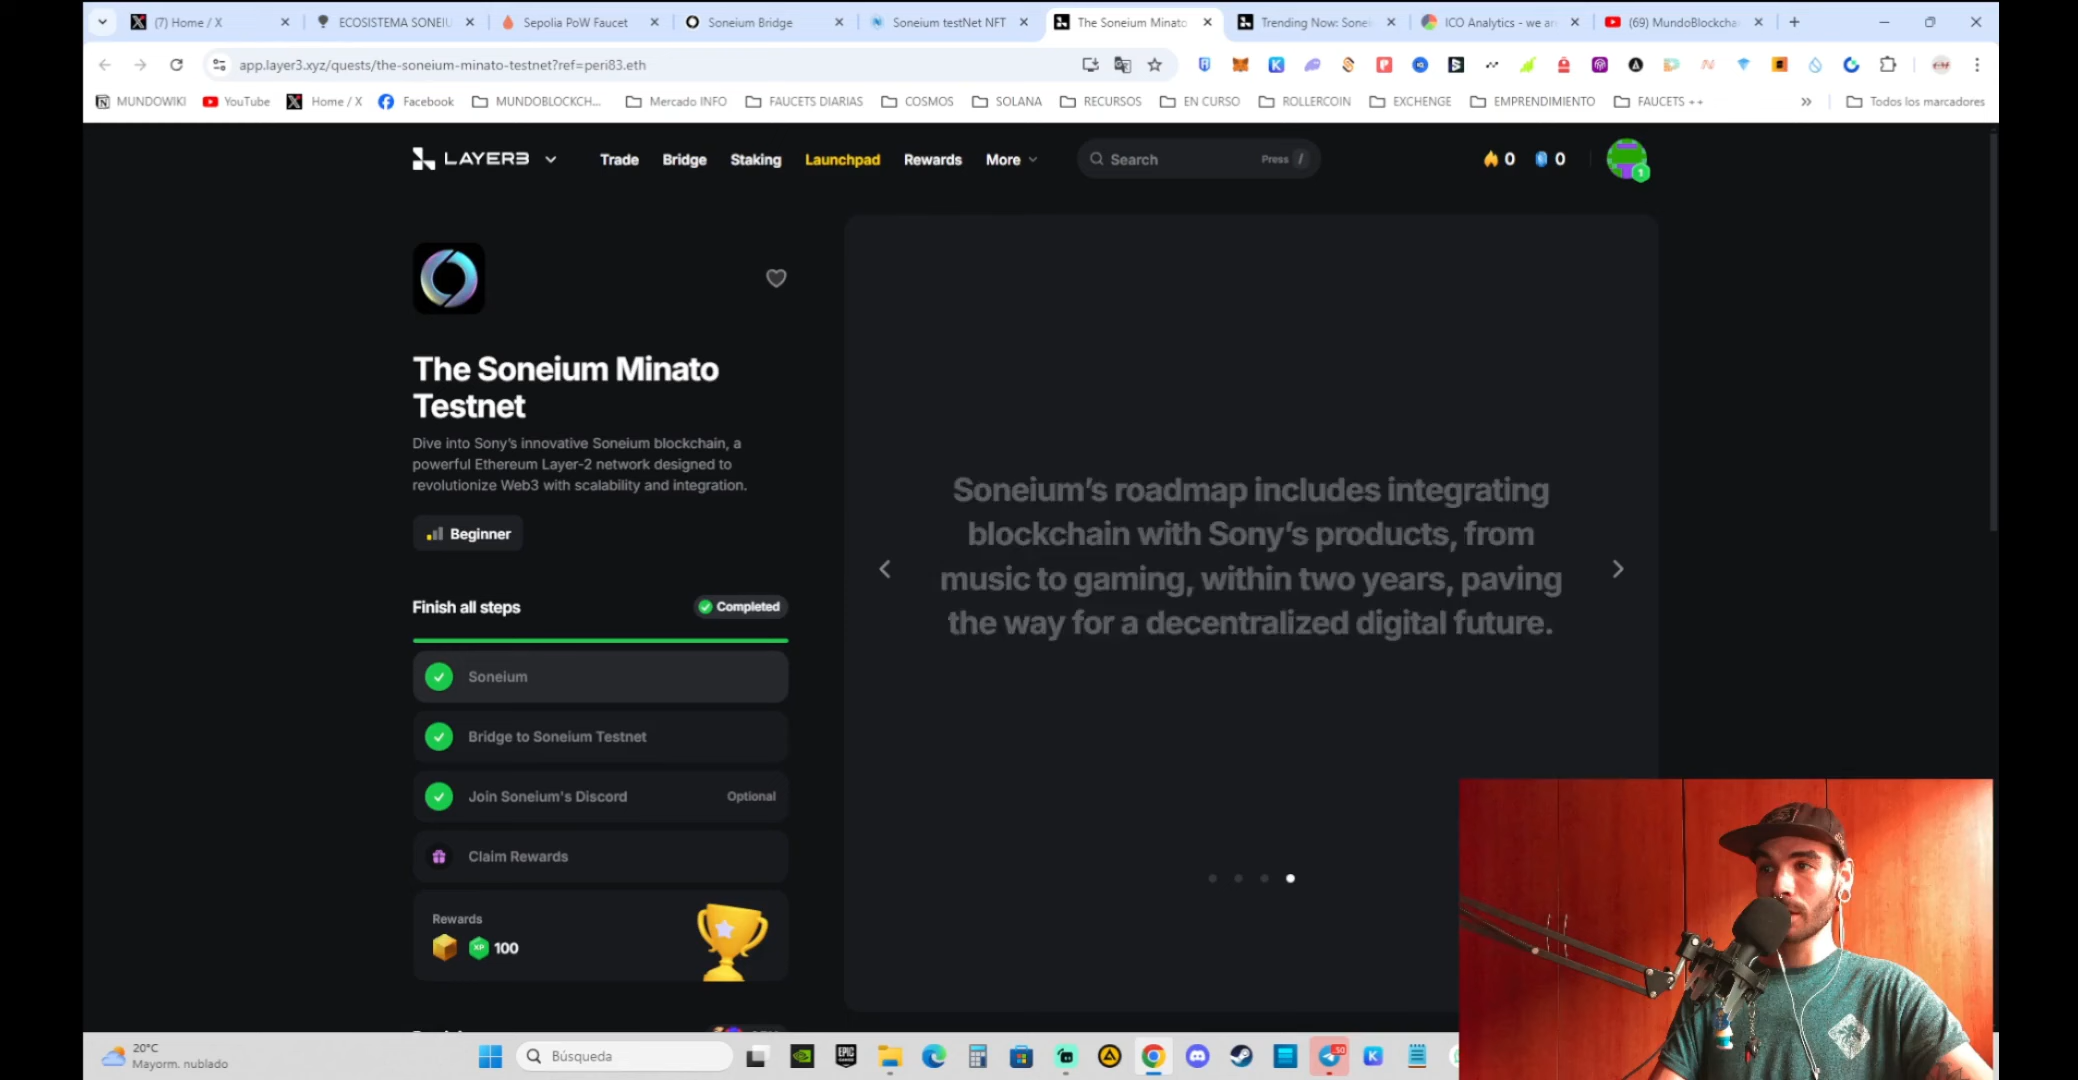 (7) Home / X
ECOSISTEMA SONEIU
Sepolia PoW Faucet
Soneium Bridge
Soneium testNet NFT
The Soneium Minato
Trending Now: Sonei
ICO Analytics - we ar
(69) MundoBlockcha
app.layer3.xyz/quests/the-soneium-minato-testnet?ref=peri83.eth
MUNDOWIKI
YouTube
Home / X
Facebook
MUNDOBLOCKCH...
Mercado INFO
FAUCETS DIARIAS
COSMOS
SOLANA
RECURSOS
EN CURSO
ROLLERCOIN
EXCHENGE
EMPRENDIMIENTO
FAUCETS ++
Todos los marcadores
LAYER3
Trade
Bridge
Staking
Launchpad
Rewards
More
Search
Press /
0
0
1
The Soneium Minato
Testnet
Dive into Sony's innovative Soneium blockchain, a
powerful Ethereum Layer-2 network designed to
revolutionize Web3 with scalability and integration.
Beginner
Finish all steps
Completed
Soneium
Bridge to Soneium Testnet
Join Soneium's Discord
Optional
Claim Rewards
Rewards
XP 100
Soneium's roadmap includes integrating
blockchain with Sony's products, from
music to gaming, within two years, paving
the way for a decentralized digital future.
20°C
Mayorm. nublado
Búsqueda
EPIC
50